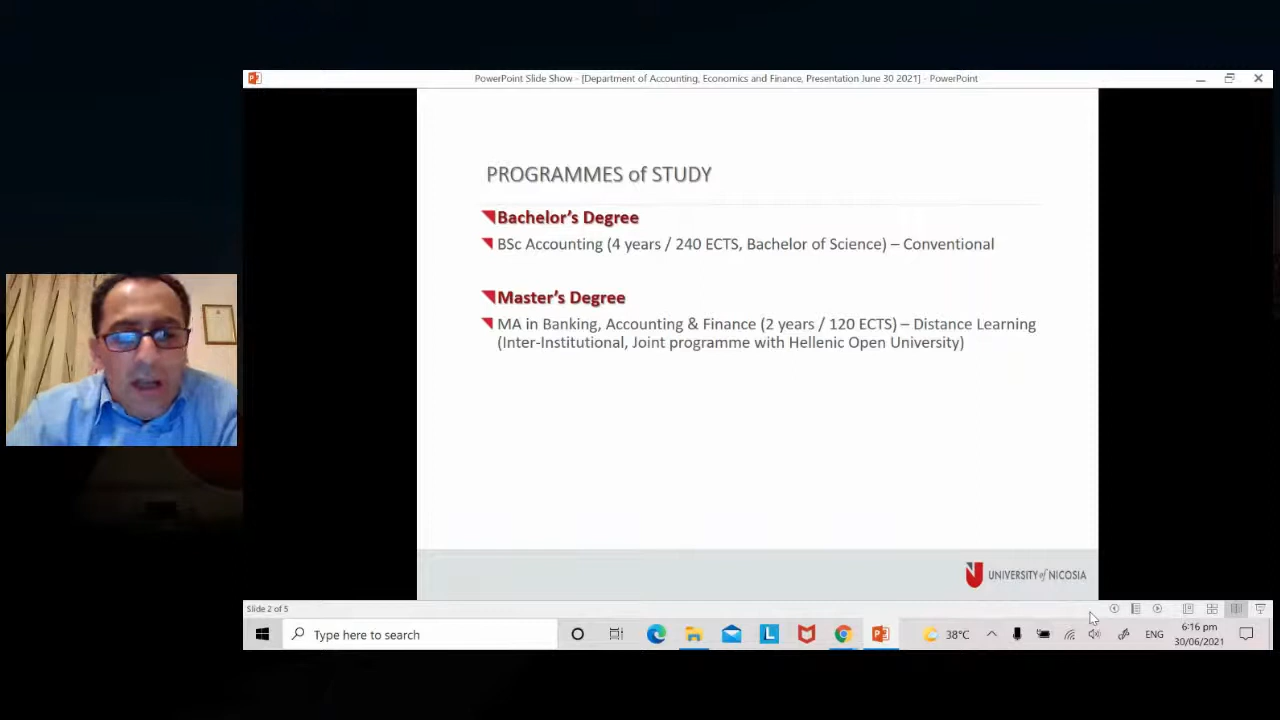 PowerPoint Slide Show - [Department of Accounting, Economics and Finance, Presentation June 30 2021] - PowerPoint
PROGRAMMES of STUDY
Bachelor's Degree
BSc Accounting (4 years / 240 ECTS, Bachelor of Science) – Conventional
Master's Degree
MA in Banking, Accounting & Finance (2 years / 120 ECTS) – Distance Learning
(Inter-Institutional, Joint programme with Hellenic Open University)
UNIVERSITY of NICOSIA
Slide 2 of 5
Type here to search
L
38°C
ENG
6:16 pm
30/06/2021